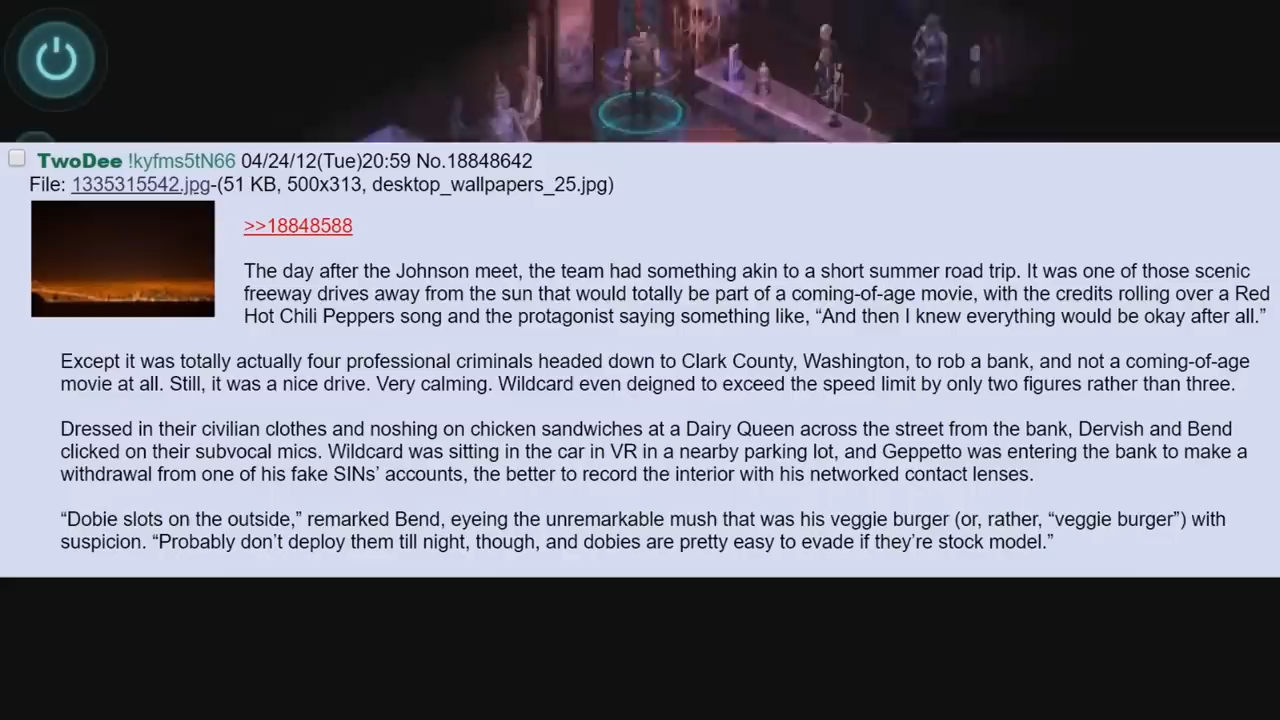 TwoDee !kyfms5tN66 04/24/12(Tue)20:59 No.18848642
File: 1335315542.jpg-(51 KB, 500x313, desktop_wallpapers_25.jpg)
>>18848588
The day after the Johnson meet, the team had something akin to a short summer road trip. It was one of those scenic
freeway drives away from the sun that would totally be part of a coming-of-age movie, with the credits rolling over a Red
Hot Chili Peppers song and the protagonist saying something like, “And then I knew everything would be okay after all.”
Except it was totally actually four professional criminals headed down to Clark County, Washington, to rob a bank, and not a coming-of-age
movie at all. Still, it was a nice drive. Very calming. Wildcard even deigned to exceed the speed limit by only two figures rather than three.
Dressed in their civilian clothes and noshing on chicken sandwiches at a Dairy Queen across the street from the bank, Dervish and Bend
clicked on their subvocal mics. Wildcard was sitting in the car in VR in a nearby parking lot, and Geppetto was entering the bank to make a
withdrawal from one of his fake SINs’ accounts, the better to record the interior with his networked contact lenses.
“Dobie slots on the outside,” remarked Bend, eyeing the unremarkable mush that was his veggie burger (or, rather, “veggie burger”) with
suspicion. “Probably don’t deploy them till night, though, and dobies are pretty easy to evade if they’re stock model.”